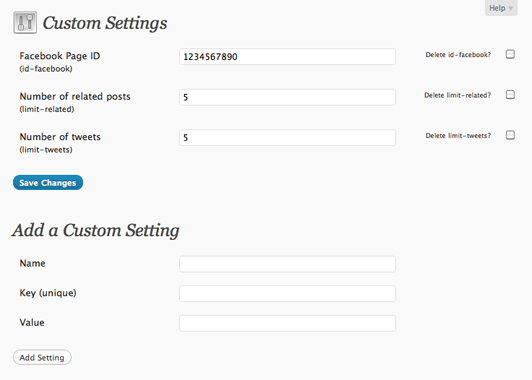 Help
Custom Settings
Facebook Page ID 1234567890 Delete id-facebook?
(id-facebook)
Number of related posts 5 Delete limit-related?
(limit-related)
Number of tweets 5 Delete limit-tweets?
(limit-tweets)
Save Changes
Add a Custom Setting
Name
Key (unique)
Value
Add Setting